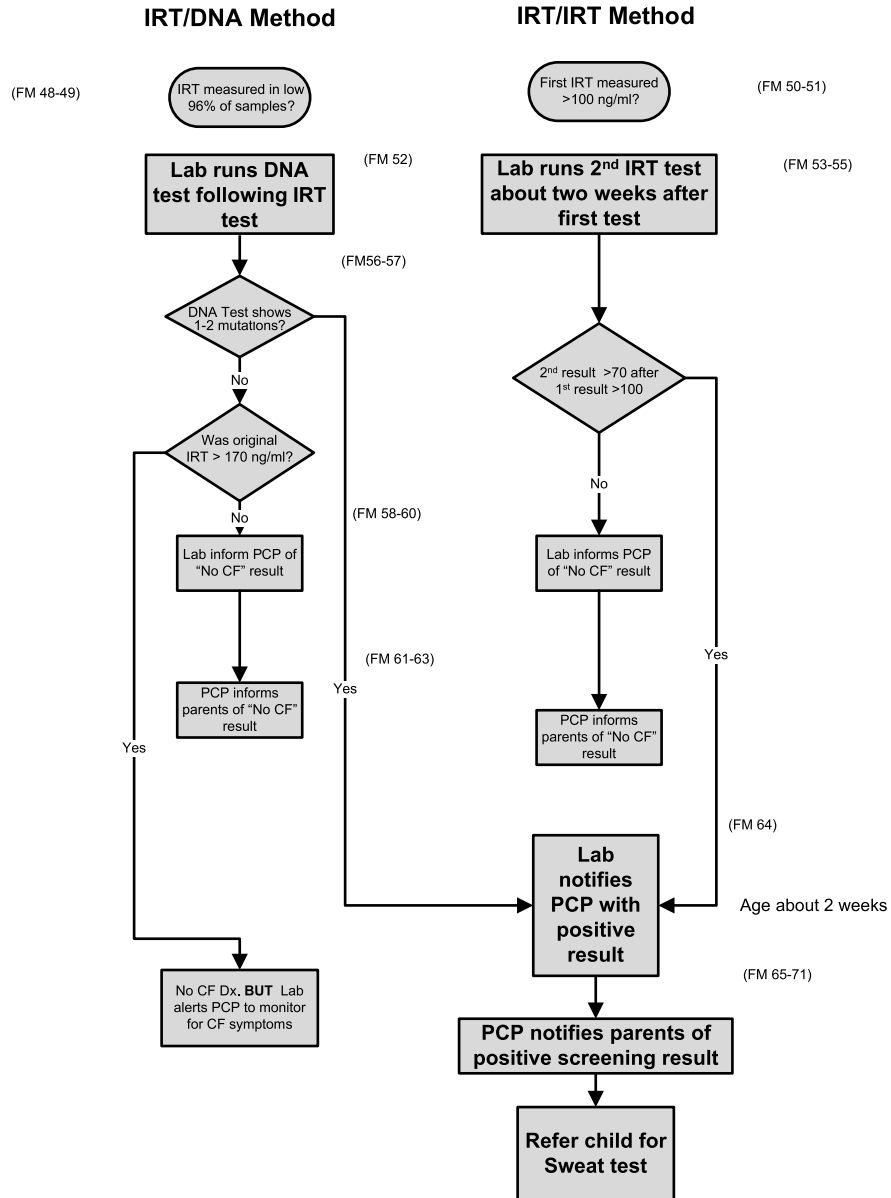 IRT/DNA Method
IRT/IRT Method
(FM 48-49)
IRT measured in low
96% of samples?
First IRT measured
>100 ng/ml?
(FM 50-51)
Lab runs DNA
test following IRT
test
(FM 52)
Lab runs 2nd IRT test
about two weeks after
first test
(FM 53-55)
(FM56-57)
DNA Test shows
1-2 mutations?
No
2nd result >70 after
1st result >100
Was original
IRT > 170 ng/ml?
No
No
(FM 58-60)
Lab inform PCP of
“No CF” result
Lab informs PCP
of “No CF” result
(FM 61-63)
Yes
Yes
PCP informs
parents of “No CF”
result
PCP informs
parents of “No CF”
result
Yes
(FM 64)
Lab
notifies
PCP with
positive
result
Age about 2 weeks
(FM 65-71)
No CF Dx. BUT Lab
alerts PCP to monitor
for CF symptoms
PCP notifies parents of
positive screening result
Refer child for
Sweat test